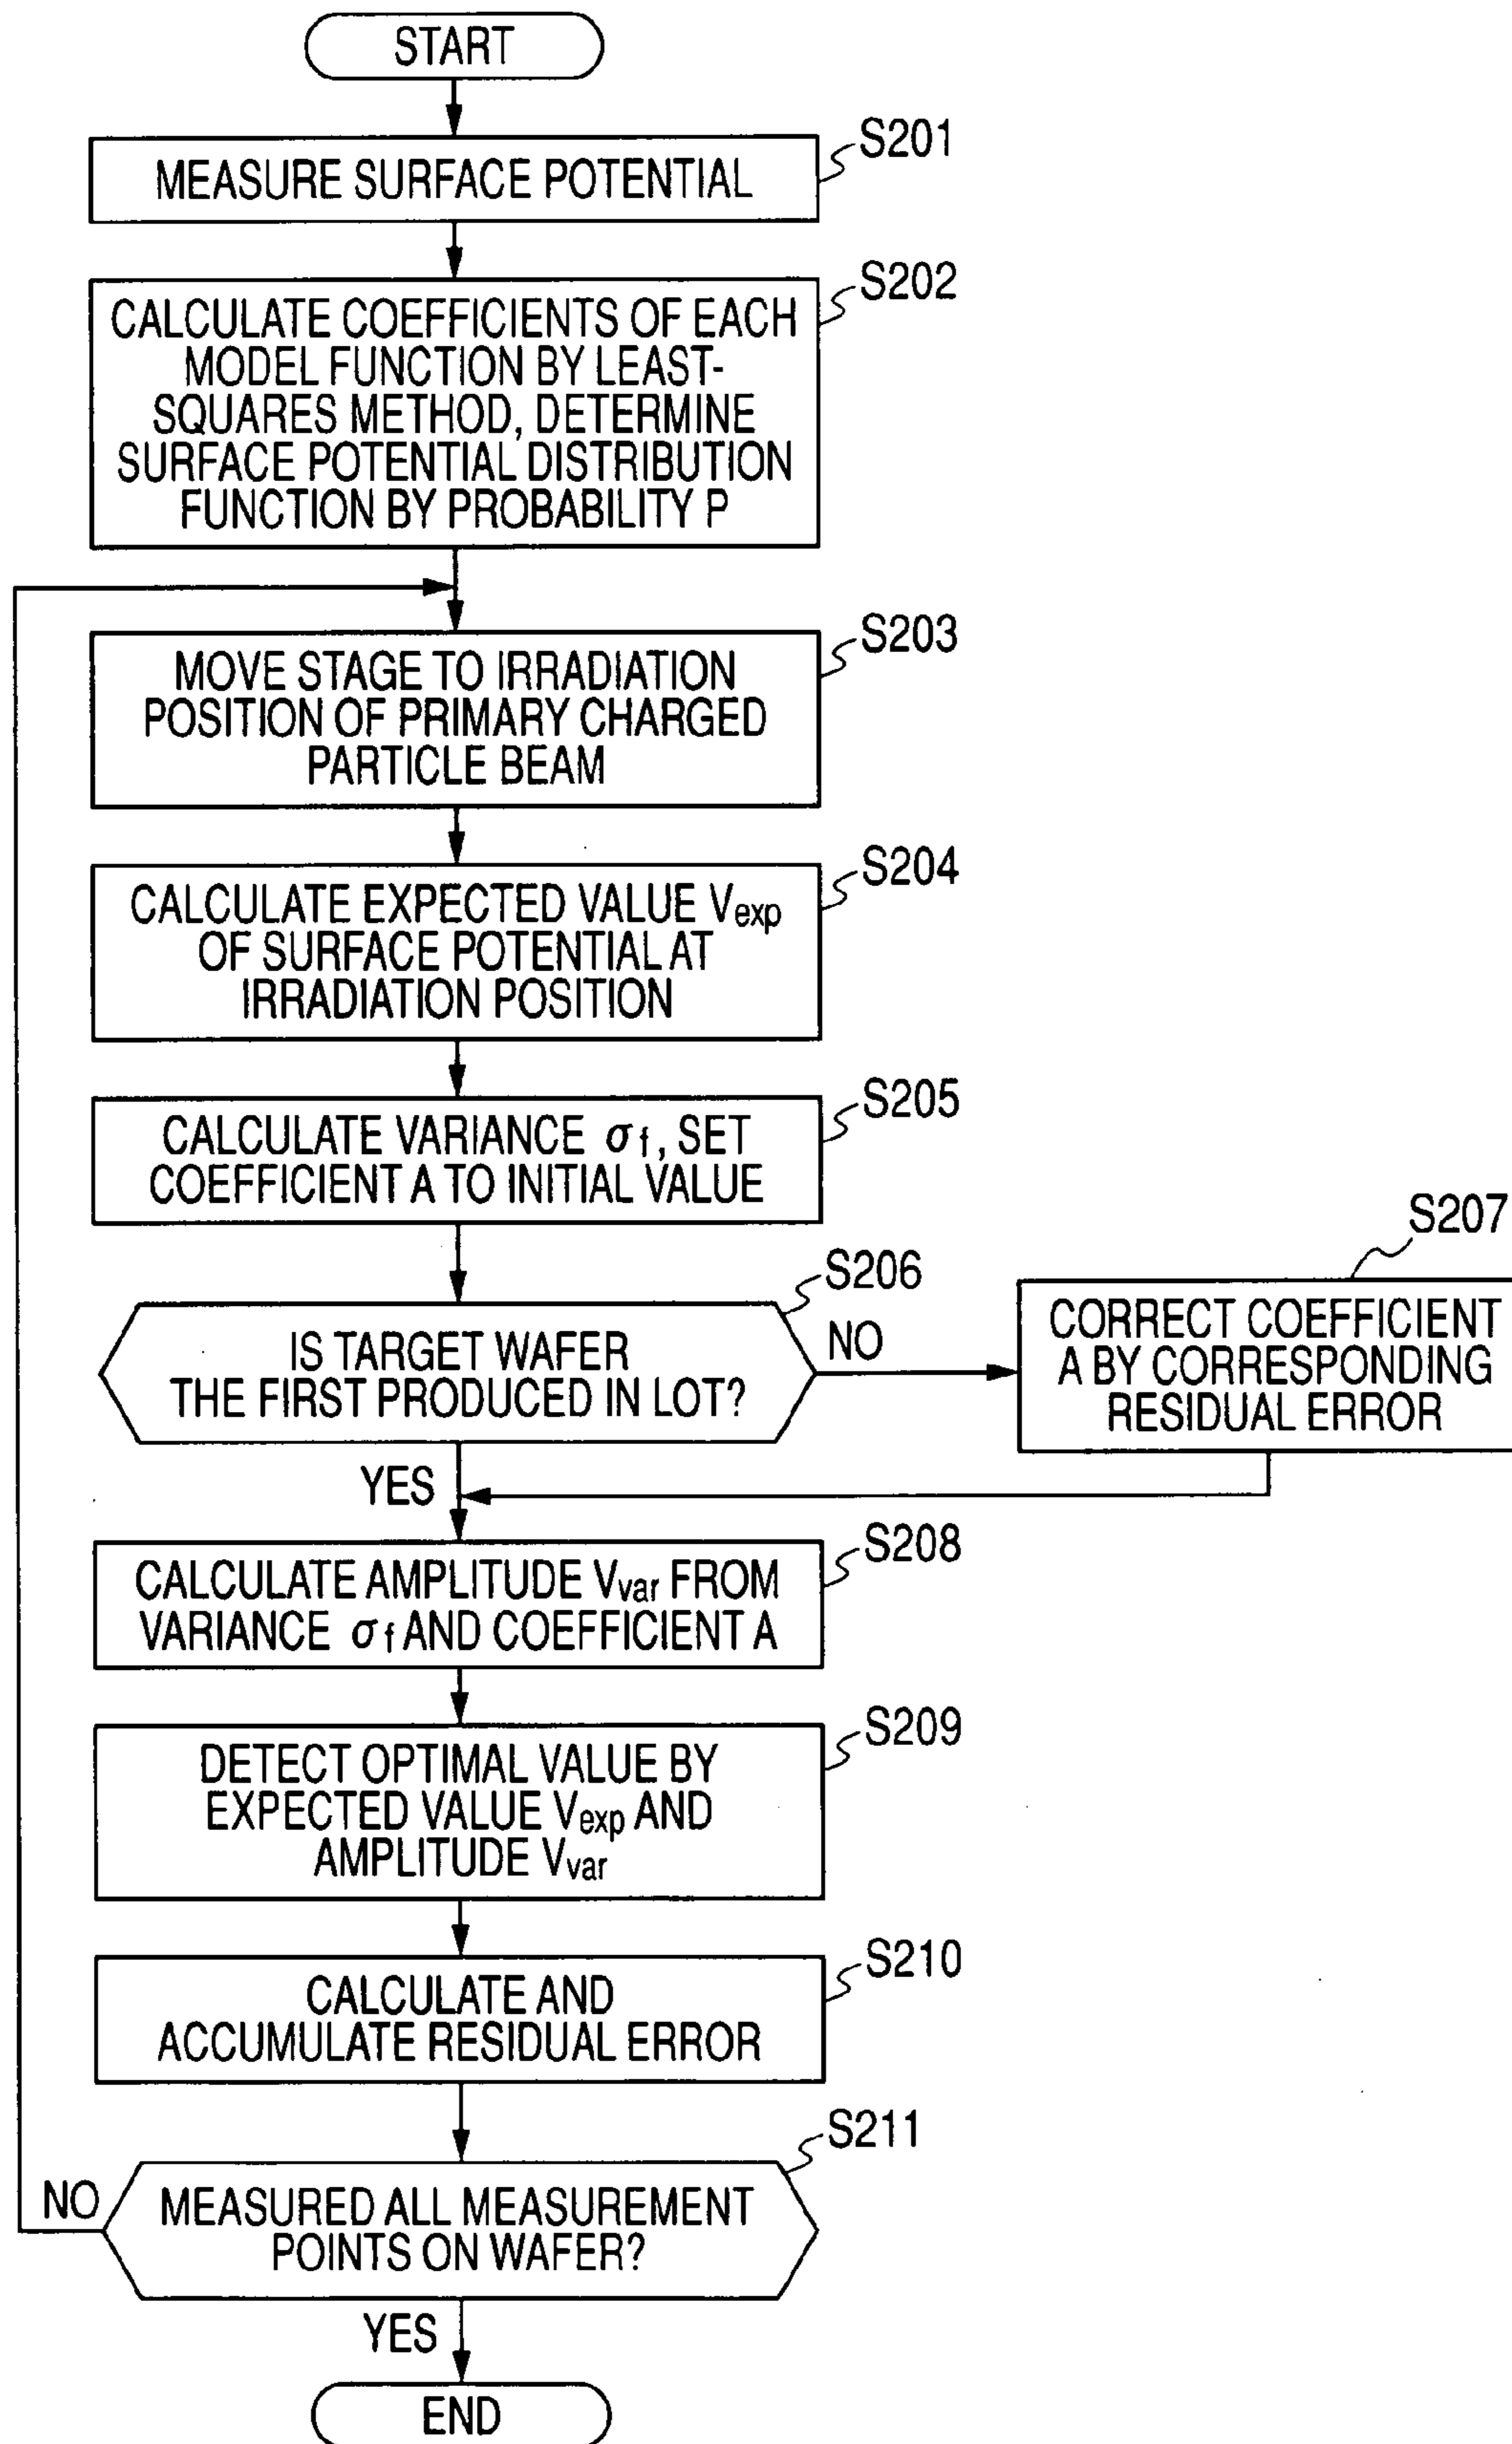 START
S201
MEASURE SURFACE POTENTIAL
S202
CALCULATE COEFFICIENTS OF EACH
MODEL FUNCTION BY LEAST-
SQUARES METHOD, DETERMINE
SURFACE POTENTIAL DISTRIBUTION
FUNCTION BY PROBABILITY P
S203
MOVE STAGE TO IRRADIATION
POSITION OF PRIMARY CHARGED
PARTICLE BEAM
S204
CALCULATE EXPECTED VALUE Vexp
OF SURFACE POTENTIAL AT
IRRADIATION POSITION
S205
CALCULATE VARIANCE σf, SET
COEFFICIENT A TO INITIAL VALUE
S206
IS TARGET WAFER
THE FIRST PRODUCED IN LOT?
NO
S207
CORRECT COEFFICIENT
A BY CORRESPONDING
RESIDUAL ERROR
YES
S208
CALCULATE AMPLITUDE Vvar FROM
VARIANCE σf AND COEFFICIENT A
S209
DETECT OPTIMAL VALUE BY
EXPECTED VALUE Vexp AND
AMPLITUDE Vvar
S210
CALCULATE AND
ACCUMULATE RESIDUAL ERROR
S211
NO
MEASURED ALL MEASUREMENT
POINTS ON WAFER?
YES
END